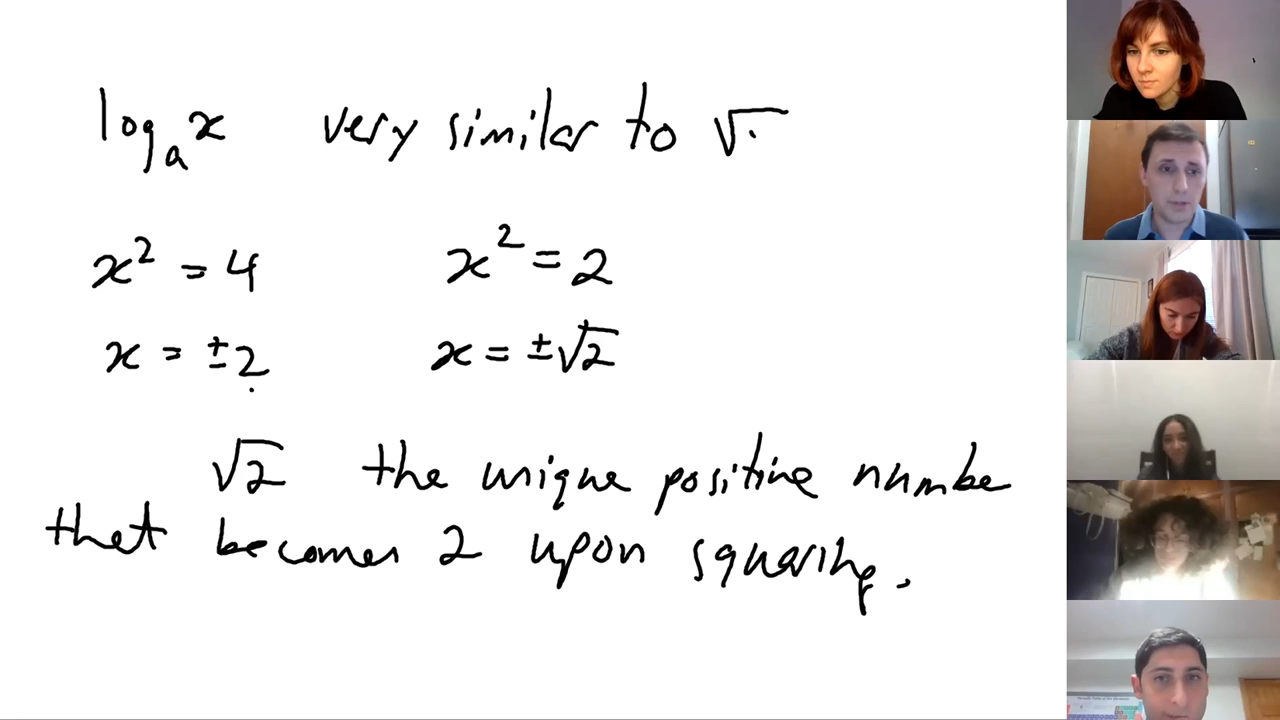 logₐ x very similar to √·
x² = 4 x² = 2
x = ±2 x = ±√2
√2 the unique positive number
that becomes 2 upon squaring.